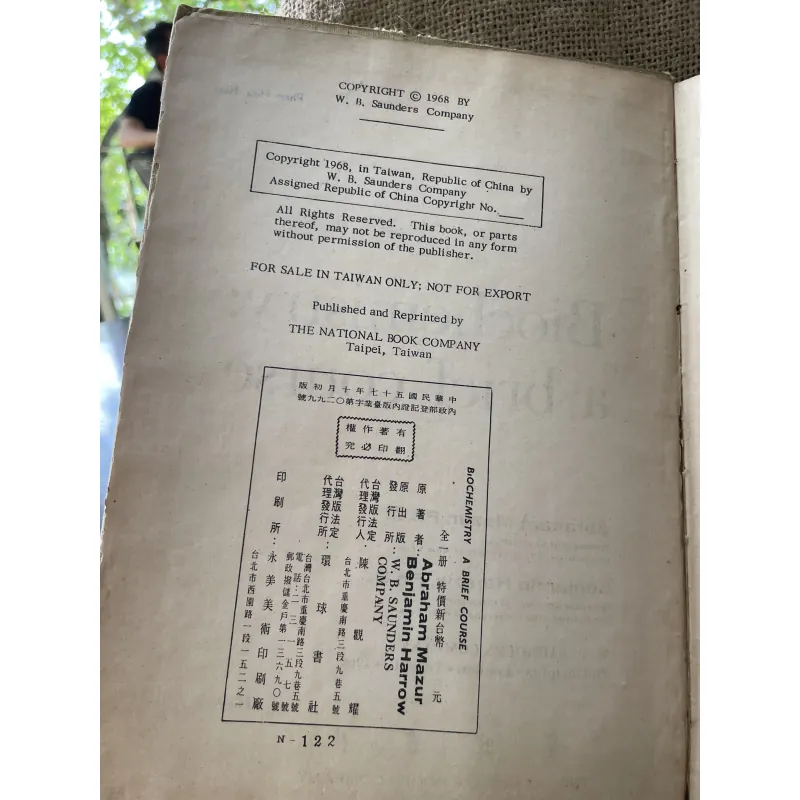 COPYRIGHT © 1968 BY
W. B. Saunders Company
Copyright 1968, in Taiwan, Republic of China by
W. B. Saunders Company
Assigned Republic of China Copyright No.
All Rights Reserved. This book, or parts
thereof, may not be reproduced in any form
without permission of the publisher.
FOR SALE IN TAIWAN ONLY; NOT FOR EXPORT
Published and Reprinted by
THE NATIONAL BOOK COMPANY
Taipei, Taiwan
中華民國五十七年十月初版
內政部登記證內版臺業字第〇二九九號
有著作權
翻印必究
BIOCHEMISTRY A BRIEF COURSE
全一冊 特價新台幣 元
原著者:Abraham Mazur
Benjamin Harrow
原出版
發行所:W. B. SAUNDERS
COMPANY
台灣版法定
代理發行人:陳觀耀
台北市重慶南路三段九巷五號
台灣版法定
代理發行所:環球書社
台灣台北市重慶南路三段九巷五號
電話:二三一五七號
郵政撥儲金戶第一三六九〇號
印刷所:永美美術印刷廠
台北市西園路一段一五二之一
N-122